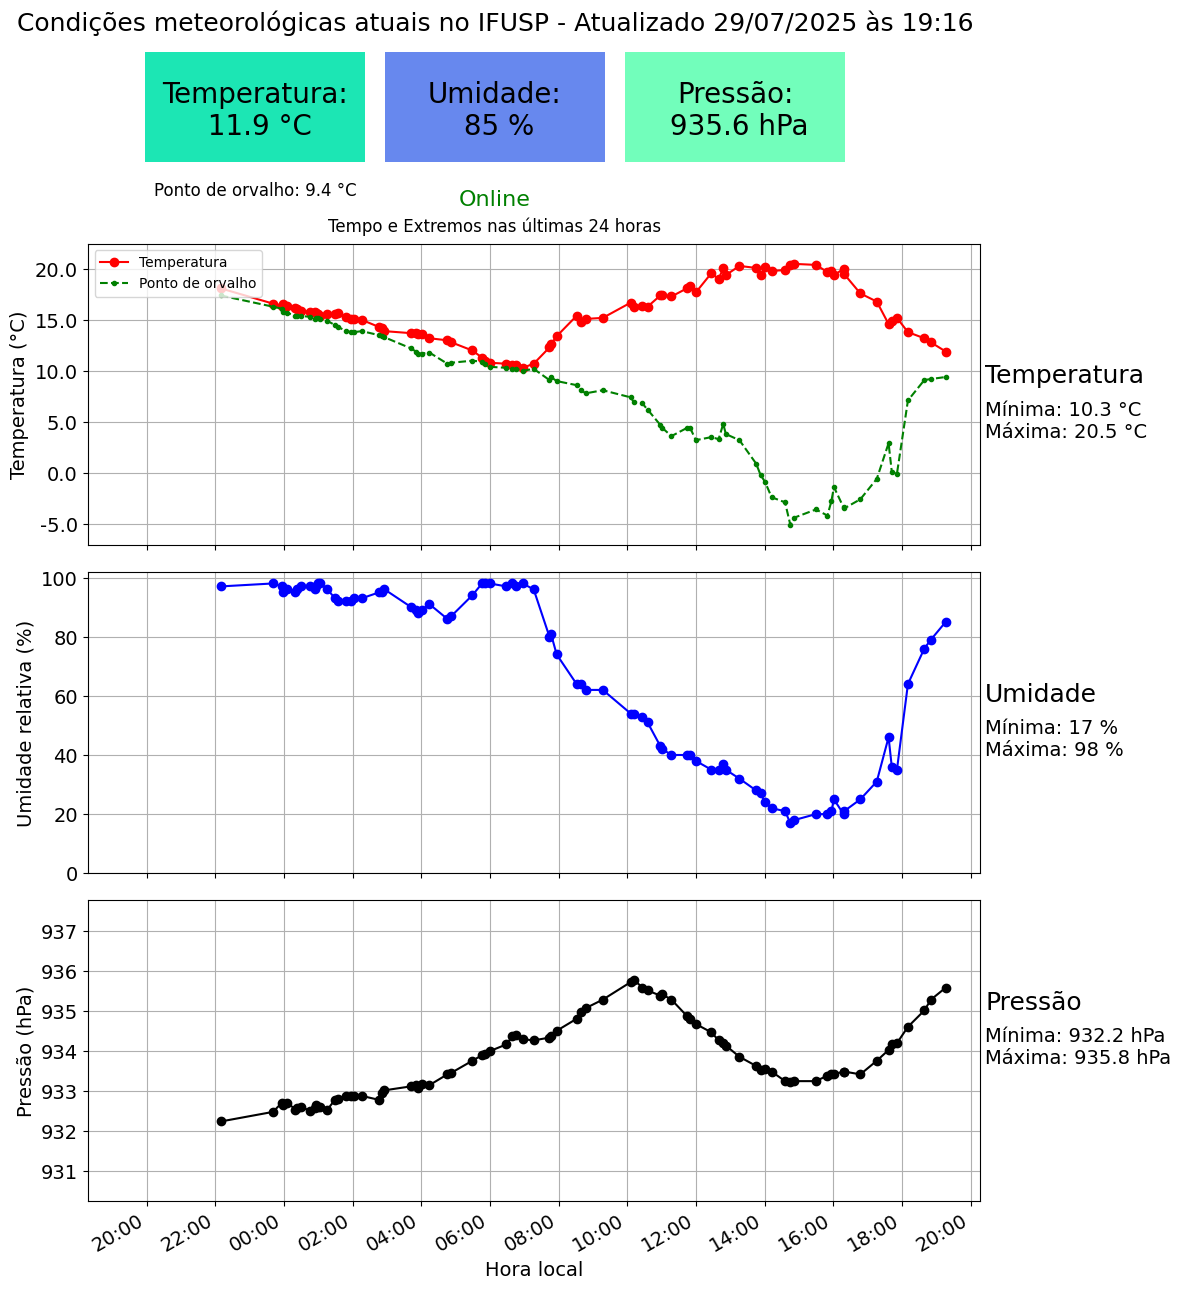 Condições meteorológicas atuais no IFUSP - Atualizado 29/07/2025 às 19:16
Temperatura:
11.9 °C
Umidade:
85 %
Pressão:
935.6 hPa
Ponto de orvalho: 9.4 °C
Online
Tempo e Extremos nas últimas 24 horas
Temperatura
Ponto de orvalho
Temperatura (°C)
20.0
15.0
10.0
5.0
0.0
-5.0
Temperatura
Mínima: 10.3 °C
Máxima: 20.5 °C
Umidade relativa (%)
100
80
60
40
20
0
Umidade
Mínima: 17 %
Máxima: 98 %
Pressão (hPa)
937
936
935
934
933
932
931
Pressão
Mínima: 932.2 hPa
Máxima: 935.8 hPa
20:00 22:00 00:00 02:00 04:00 06:00 08:00 10:00 12:00 14:00 16:00 18:00 20:00
Hora local